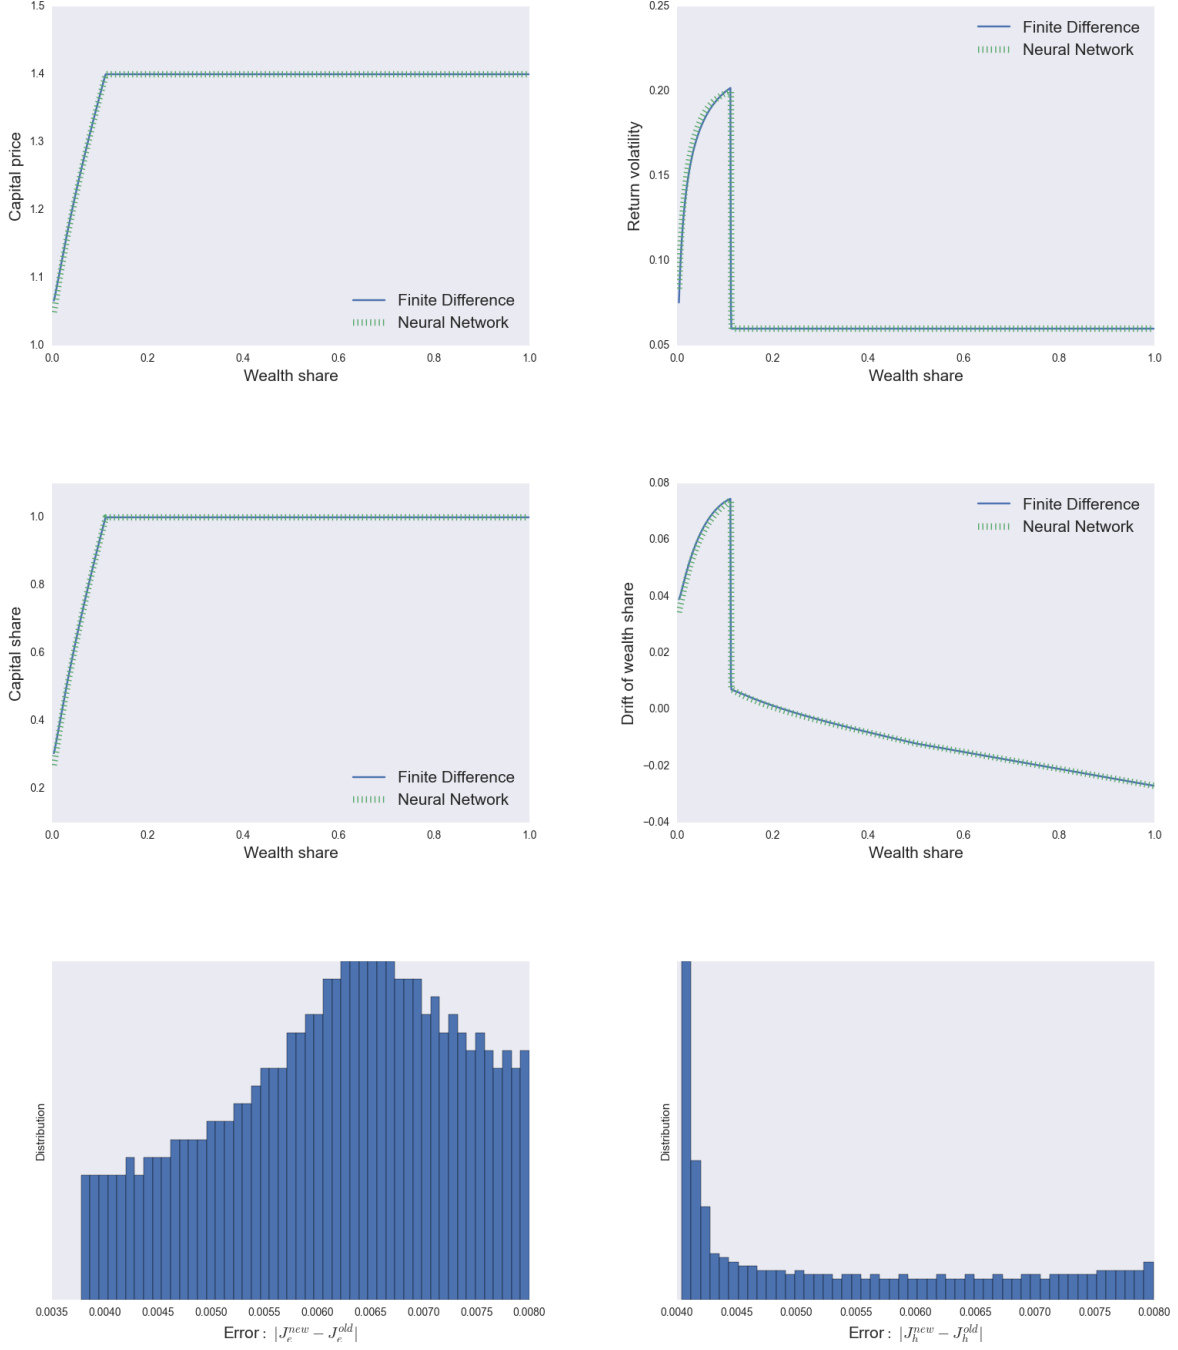 1.5
1.4
1.3
1.2
1.1
1.0
Capital price
Finite Difference
Neural Network
0.0 0.2 0.4 0.6 0.8 1.0
Wealth share
0.25
0.20
0.15
0.10
0.05
Return volatility
Finite Difference
Neural Network
0.0 0.2 0.4 0.6 0.8 1.0
Wealth share
1.0
0.8
0.6
0.4
0.2
Capital share
Finite Difference
Neural Network
0.0 0.2 0.4 0.6 0.8 1.0
Wealth share
0.08
0.06
0.04
0.02
0.00
−0.02
−0.04
Drift of wealth share
Finite Difference
Neural Network
0.0 0.2 0.4 0.6 0.8 1.0
Wealth share
Distribution
0.0035 0.0040 0.0045 0.0050 0.0055 0.0060 0.0065 0.0070 0.0075 0.0080
Error : |J_e^{new} − J_e^{old}|
Distribution
0.0040 0.0045 0.0050 0.0055 0.0060 0.0065 0.0070 0.0075 0.0080
Error : |J_h^{new} − J_h^{old}|